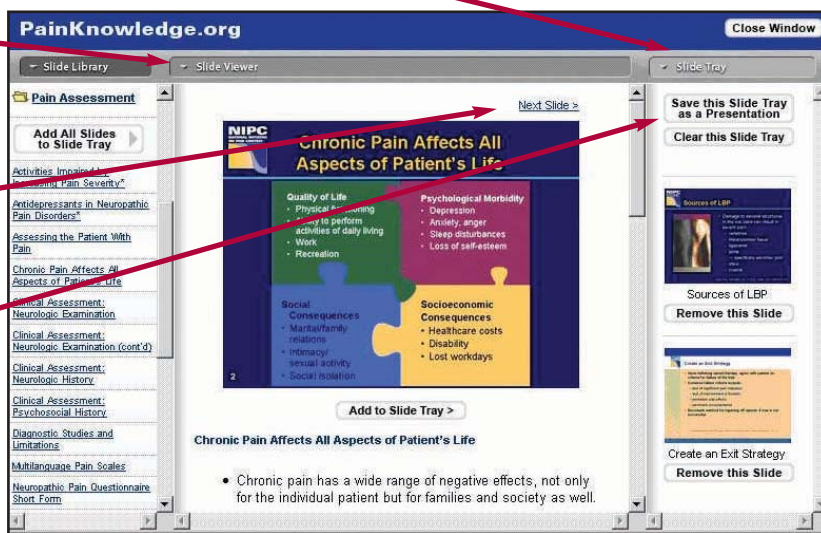 PainKnowledge.org
Close Window
Slide Library
Slide Viewer
Slide Tray
Pain Assessment
Add All Slides
to Slide Tray
Activities Impaired by
Increasing Pain Severity*
Antidepressants in Neuropathic
Pain Disorders*
Assessing the Patient With
Pain
Chronic Pain Affects All
Aspects of Patient's Life
Clinical Assessment:
Neurologic Examination
Clinical Assessment:
Neurologic Examination (cont'd)
Clinical Assessment:
Neurologic History
Clinical Assessment:
Psychosocial History
Diagnostic Studies and
Limitations
Multilanguage Pain Scales
Neuropathic Pain Questionnaire
Short Form
Next Slide >
NIPC
Chronic Pain Affects All
Aspects of Patient's Life
Quality of Life
• Physical functioning
• Ability to perform
activities of daily living
• Work
• Recreation
Psychological Morbidity
• Depression
• Anxiety, anger
• Sleep disturbances
• Loss of self-esteem
Social
Consequences
• Marital/family
relations
• Intimacy/
sexual activity
• Social isolation
Socioeconomic
Consequences
• Healthcare costs
• Disability
• Lost workdays
2
Add to Slide Tray >
Chronic Pain Affects All Aspects of Patient's Life
• Chronic pain has a wide range of negative effects, not only
for the individual patient but for families and society as well.
Save this Slide Tray
as a Presentation
Clear this Slide Tray
NIPC
Sources of LBP
Sources of LBP
Remove this Slide
Create an Exit Strategy
Create an Exit Strategy
Remove this Slide